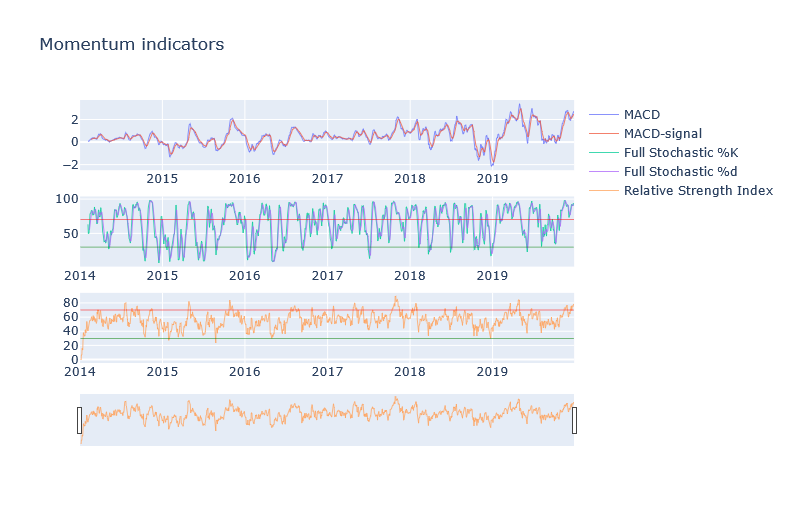 Momentum indicators
MACD
MACD-signal
Full Stochastic %K
Full Stochastic %d
Relative Strength Index
2
0
−2
2015 2016 2017 2018 2019
100
50
2014 2015 2016 2017 2018 2019
80
60
40
20
0
2014 2015 2016 2017 2018 2019